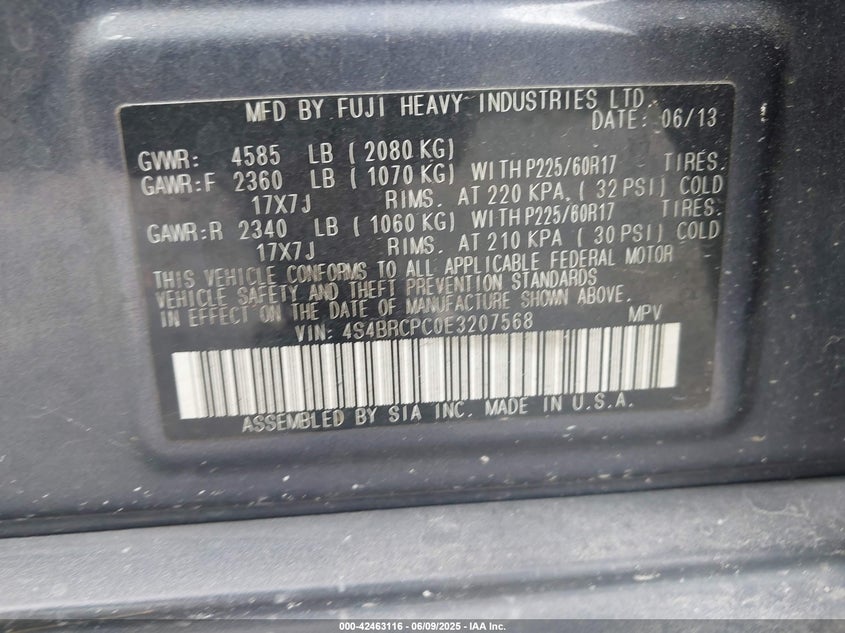 MFD BY FUJI HEAVY INDUSTRIES LTD.
DATE: 06/13
GVWR: 4585 LB ( 2080 KG)
GAWR:F 2360 LB ( 1070 KG) WITH P225/60R17 TIRES.
17X7J RIMS. AT 220 KPA. ( 32 PSI) COLD
GAWR:R 2340 LB ( 1060 KG) WITH P225/60R17 TIRES.
17X7J RIMS. AT 210 KPA ( 30 PSI) COLD
THIS VEHICLE CONFORMS TO ALL APPLICABLE FEDERAL MOTOR
VEHICLE SAFETY AND THEFT PREVENTION STANDARDS
IN EFFECT ON THE DATE OF MANUFACTURE SHOWN ABOVE.
VIN: 4S4BRCPC0E3207568 MPV
ASSEMBLED BY SIA INC. MADE IN U.S.A.
000-42463116 | 06/09/2025 - IAA Inc.